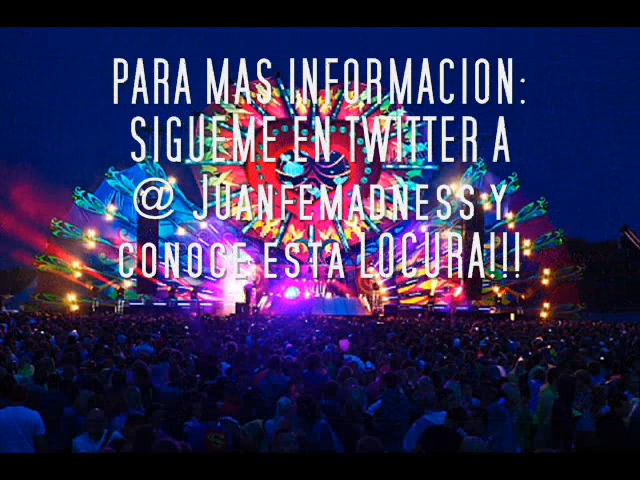 PARA MAS INFORMACION:
SIGUEME EN TWITTER A
@ JUANFEMADNESS Y
CONOCE ESTA LOCURA!!!